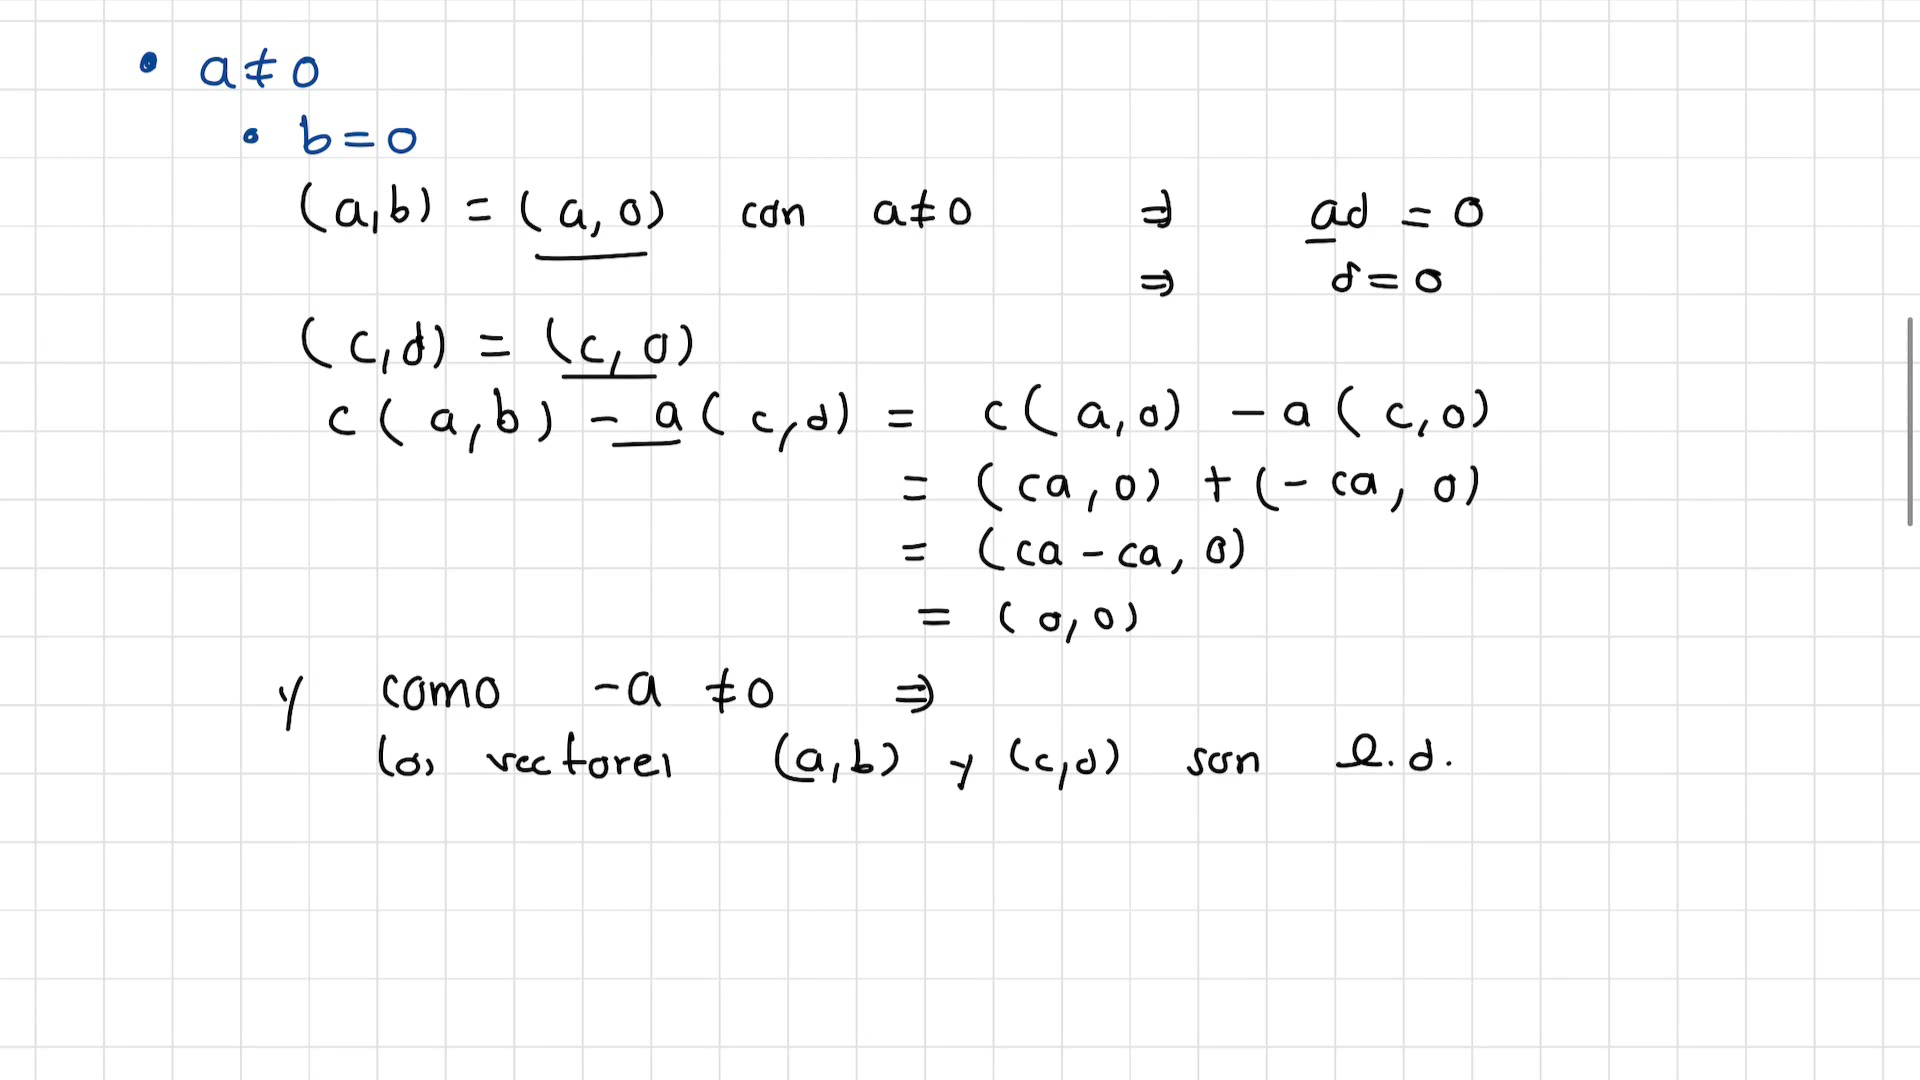 • a ≠ 0
• b = 0
(a,b) = (a,0) con a ≠ 0 ⇒ ad = 0
⇒ d = 0
(c,d) = (c,0)
c(a,b) - a(c,d) = c(a,0) - a(c,0)
= (ca,0) + (-ca,0)
= (ca - ca, 0)
= (0,0)
y como -a ≠ 0 ⇒
los vectores (a,b) y (c,d) son l.d.